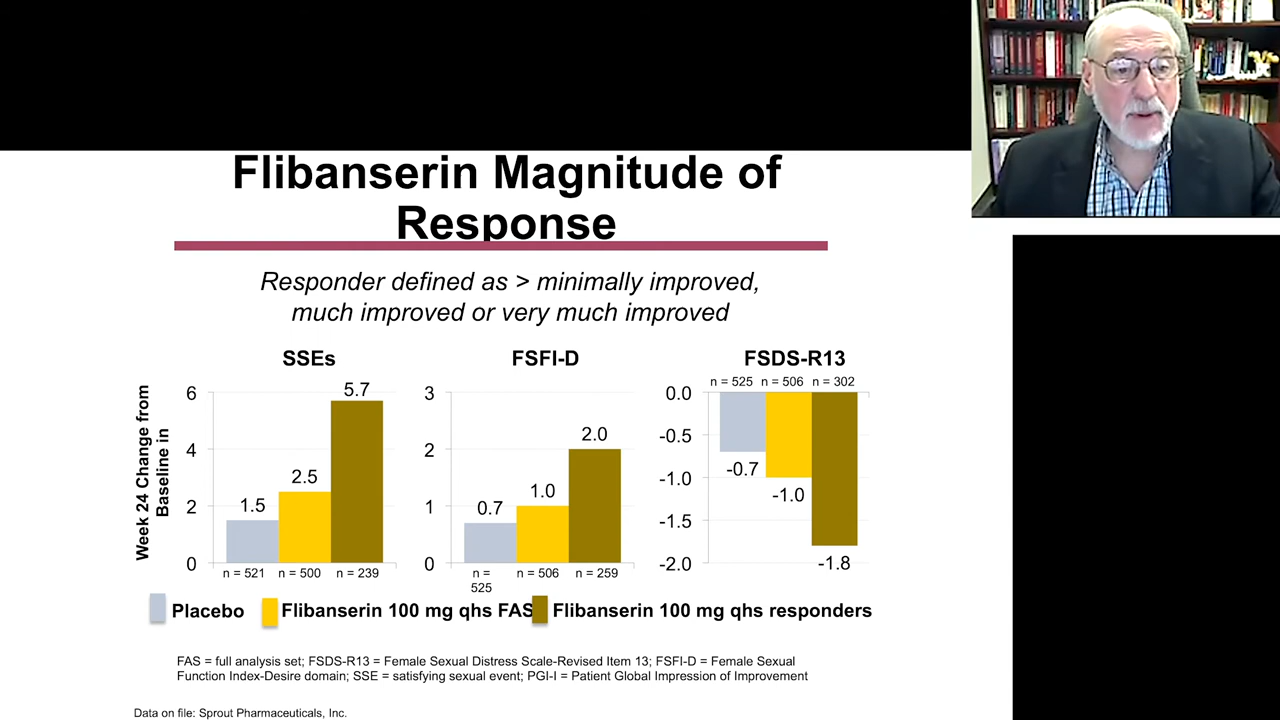 Flibanserin Magnitude of
Response
Responder defined as > minimally improved,
much improved or very much improved
SSEs
FSFI-D
FSDS-R13
Week 24 Change from
Baseline in
6
4
2
0
1.5
2.5
5.7
n = 521
n = 500
n = 239
3
2
1
0
0.7
1.0
2.0
n =
525
n = 506
n = 259
n = 525
n = 506
n = 302
0.0
-0.5
-1.0
-1.5
-2.0
-0.7
-1.0
-1.8
Placebo
Flibanserin 100 mg qhs FAS
Flibanserin 100 mg qhs responders
FAS = full analysis set; FSDS-R13 = Female Sexual Distress Scale-Revised Item 13; FSFI-D = Female Sexual
Function Index-Desire domain; SSE = satisfying sexual event; PGI-I = Patient Global Impression of Improvement
Data on file: Sprout Pharmaceuticals, Inc.